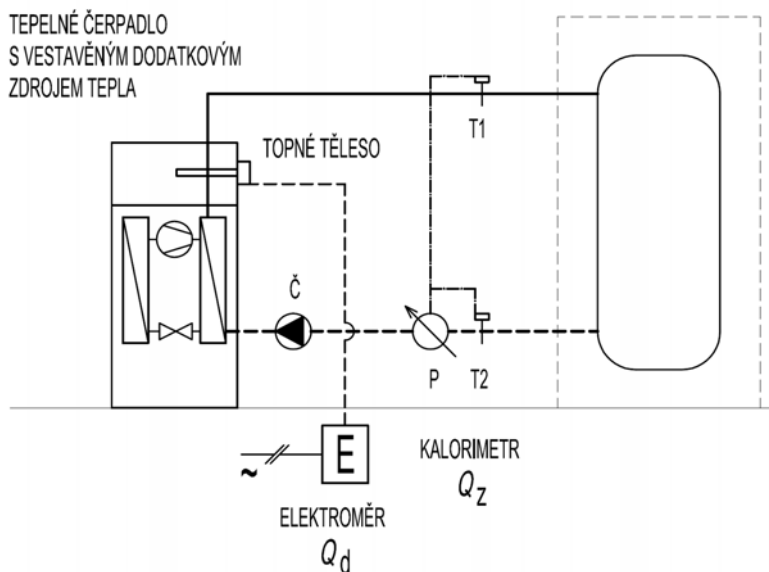 TEPELNÉ ČERPADLO
S VESTAVĚNÝM DODATKOVÝM
ZDROJEM TEPLA
TOPNÉ TĚLESO
T1
Č
P
T2
~
E
KALORIMETR
Qz
ELEKTROMĚR
Qd